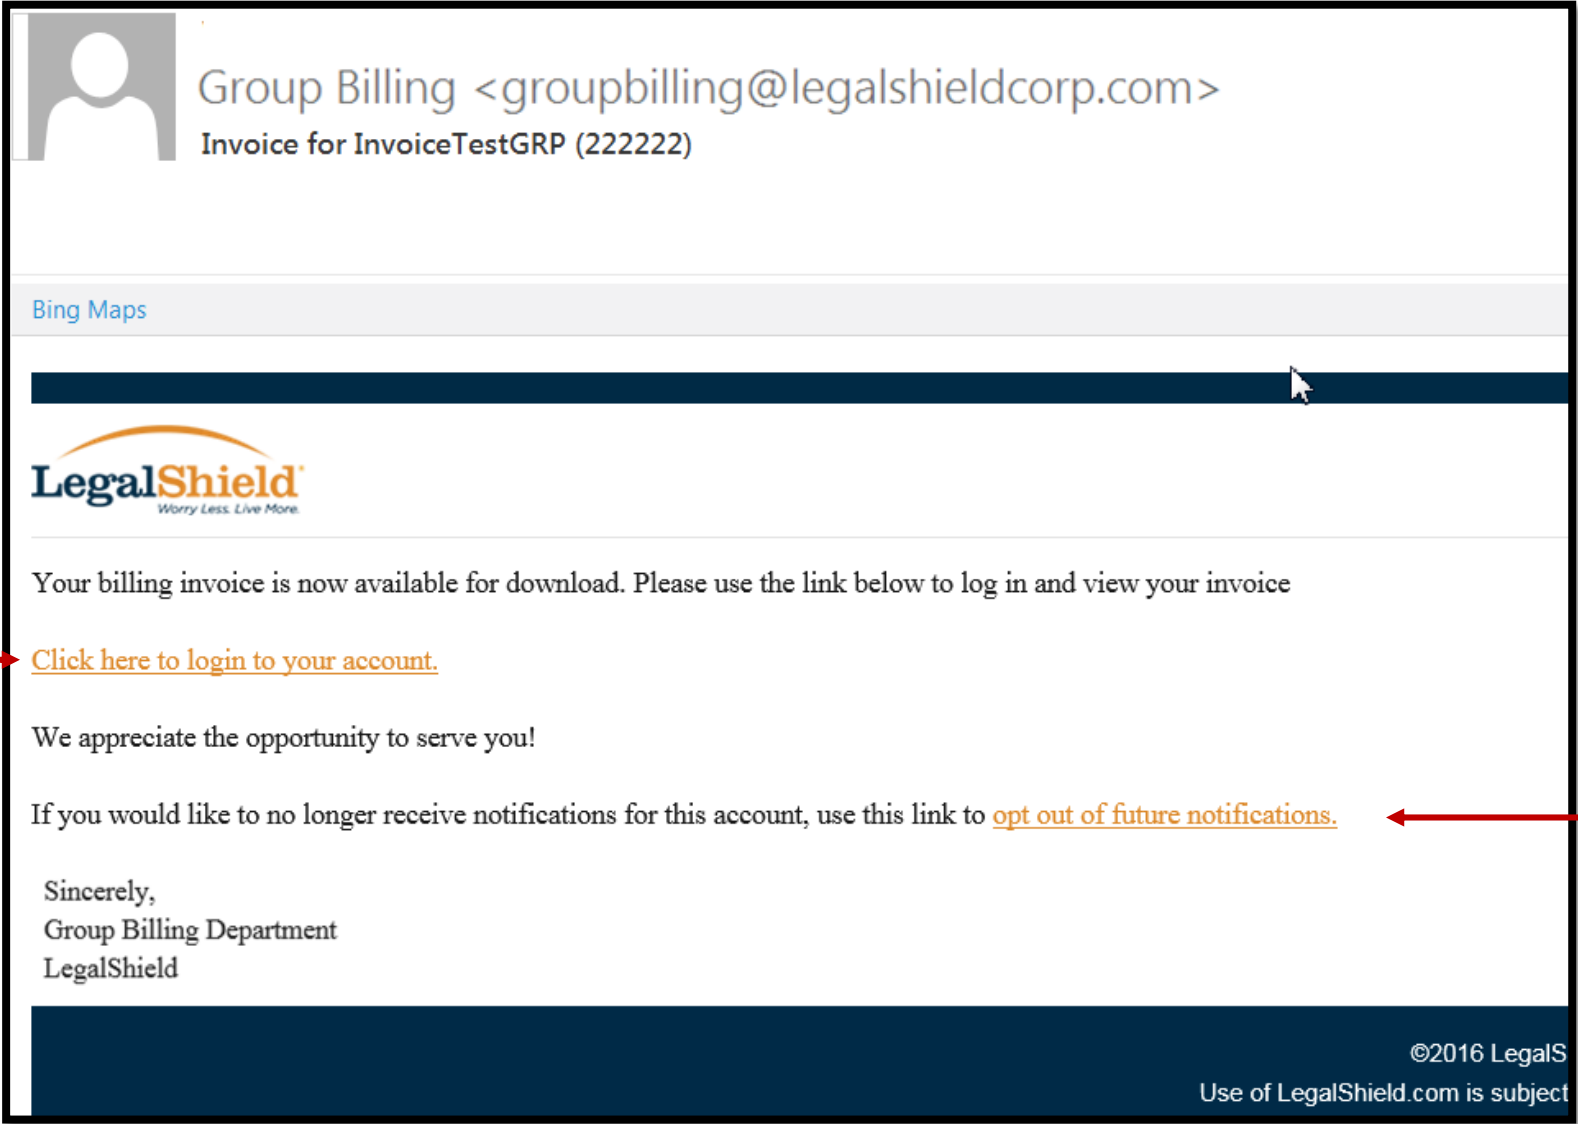 Group Billing <groupbilling@legalshieldcorp.com>
Invoice for InvoiceTestGRP (222222)
Bing Maps
LegalShield
Worry Less. Live More.
Your billing invoice is now available for download. Please use the link below to log in and view your invoice
Click here to login to your account.
We appreciate the opportunity to serve you!
If you would like to no longer receive notifications for this account, use this link to opt out of future notifications.
Sincerely,
Group Billing Department
LegalShield
©2016 LegalS
Use of LegalShield.com is subject